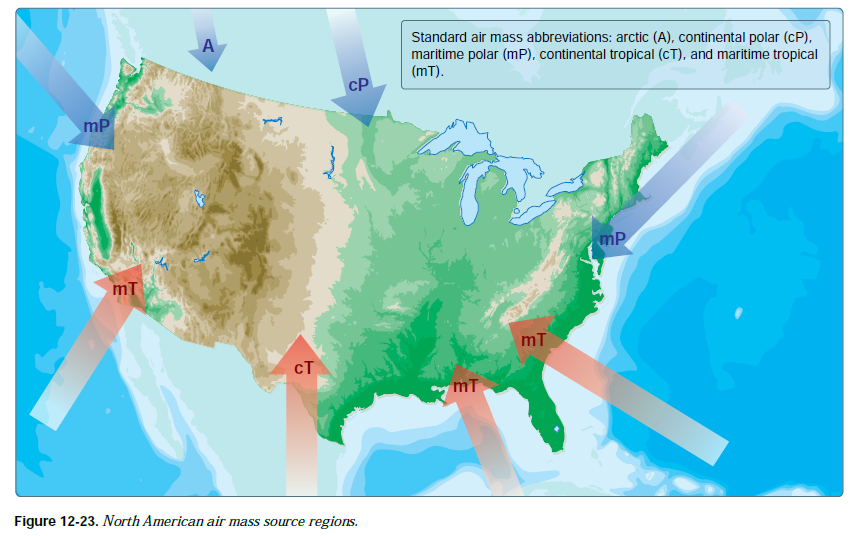 A
Standard air mass abbreviations: arctic (A), continental polar (cP),
maritime polar (mP), continental tropical (cT), and maritime tropical
(mT).
cP
mP
mP
mT
mT
cT
mT
Figure 12-23. North American air mass source regions.